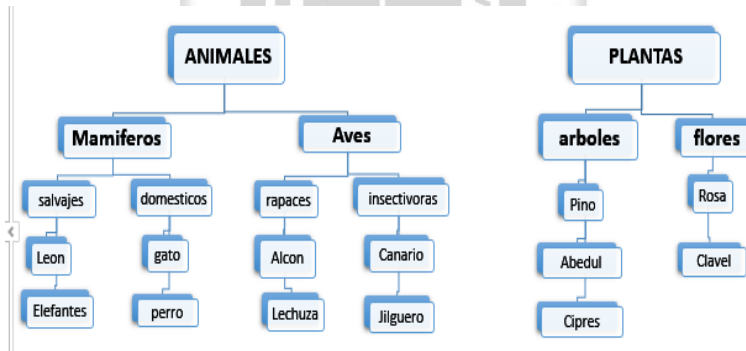 ANIMALES
PLANTAS
Mamiferos
Aves
arboles
flores
salvajes
domesticos
rapaces
insectivoras
Pino
Rosa
Leon
gato
Alcon
Canario
Abedul
Clavel
Elefantes
perro
Lechuza
Jilguero
Cipres